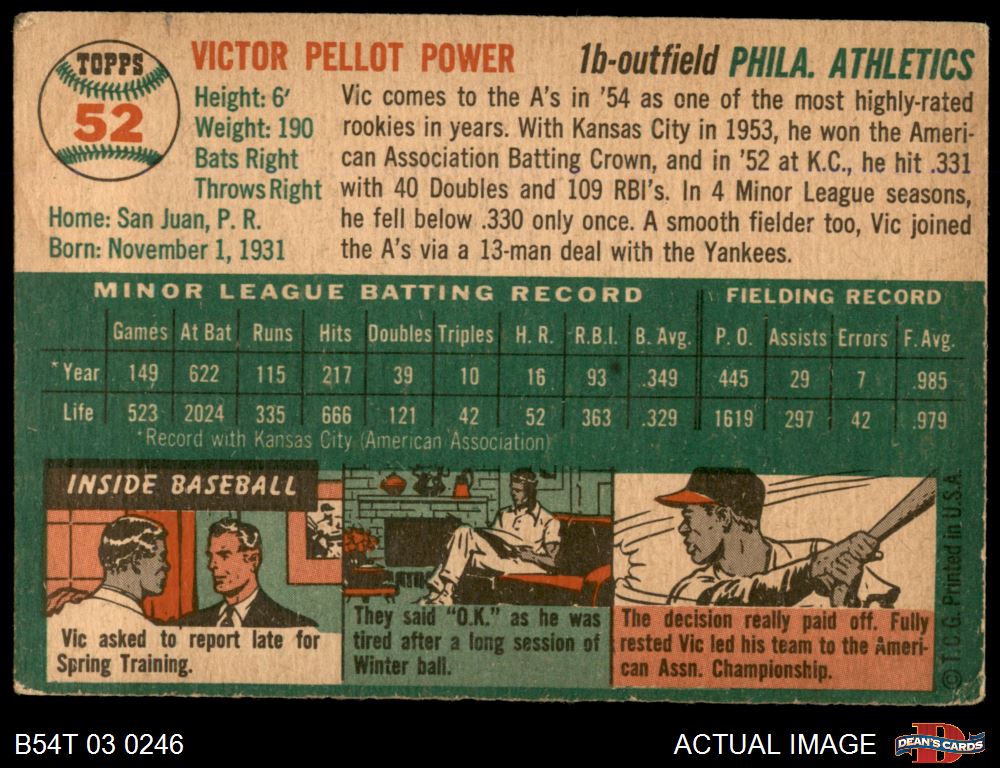 TOPPS
52
VICTOR PELLOT POWER
1b-outfield PHILA. ATHLETICS
Height: 6'
Weight: 190
Bats Right
Throws Right
Home: San Juan, P. R.
Born: November 1, 1931
Vic comes to the A's in '54 as one of the most highly-rated
rookies in years. With Kansas City in 1953, he won the Ameri-
can Association Batting Crown, and in '52 at K.C., he hit .331
with 40 Doubles and 109 RBI's. In 4 Minor League seasons,
he fell below .330 only once. A smooth fielder too, Vic joined
the A's via a 13-man deal with the Yankees.
MINOR LEAGUE BATTING RECORD FIELDING RECORD
Games At Bat Runs Hits Doubles Triples H. R. R.B.I. B. Avg. P. O. Assists Errors F. Avg.
*Year 149 622 115 217 39 10 16 93 .349 445 29 7 .985
Life 523 2024 335 666 121 42 52 363 .329 1619 297 42 .979
*Record with Kansas City (American Association)
INSIDE BASEBALL
Vic asked to report late for
Spring Training.
They said "O.K." as he was
tired after a long session of
Winter ball.
The decision really paid off. Fully
rested Vic led his team to the Ameri-
can Assn. Championship.
© T.C.G. Printed in U.S.A.
B54T 03 0246
ACTUAL IMAGE
D
DEAN'S CARDS